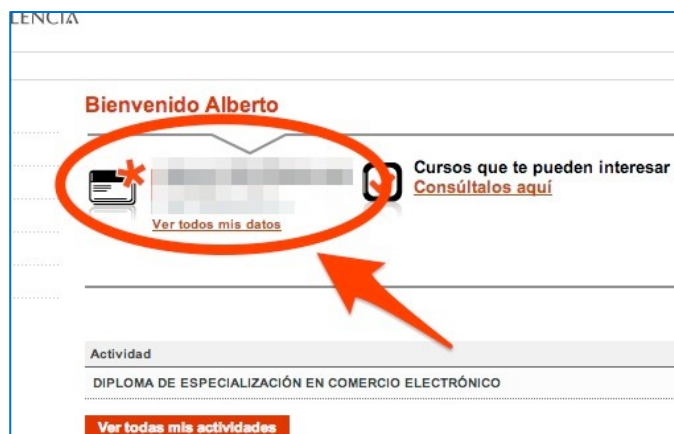 LENCIA
Bienvenido Alberto
Cursos que te pueden interesar
Consúltalos aquí
Ver todos mis datos
Actividad
DIPLOMA DE ESPECIALIZACIÓN EN COMERCIO ELECTRÓNICO
Ver todas mis actividades